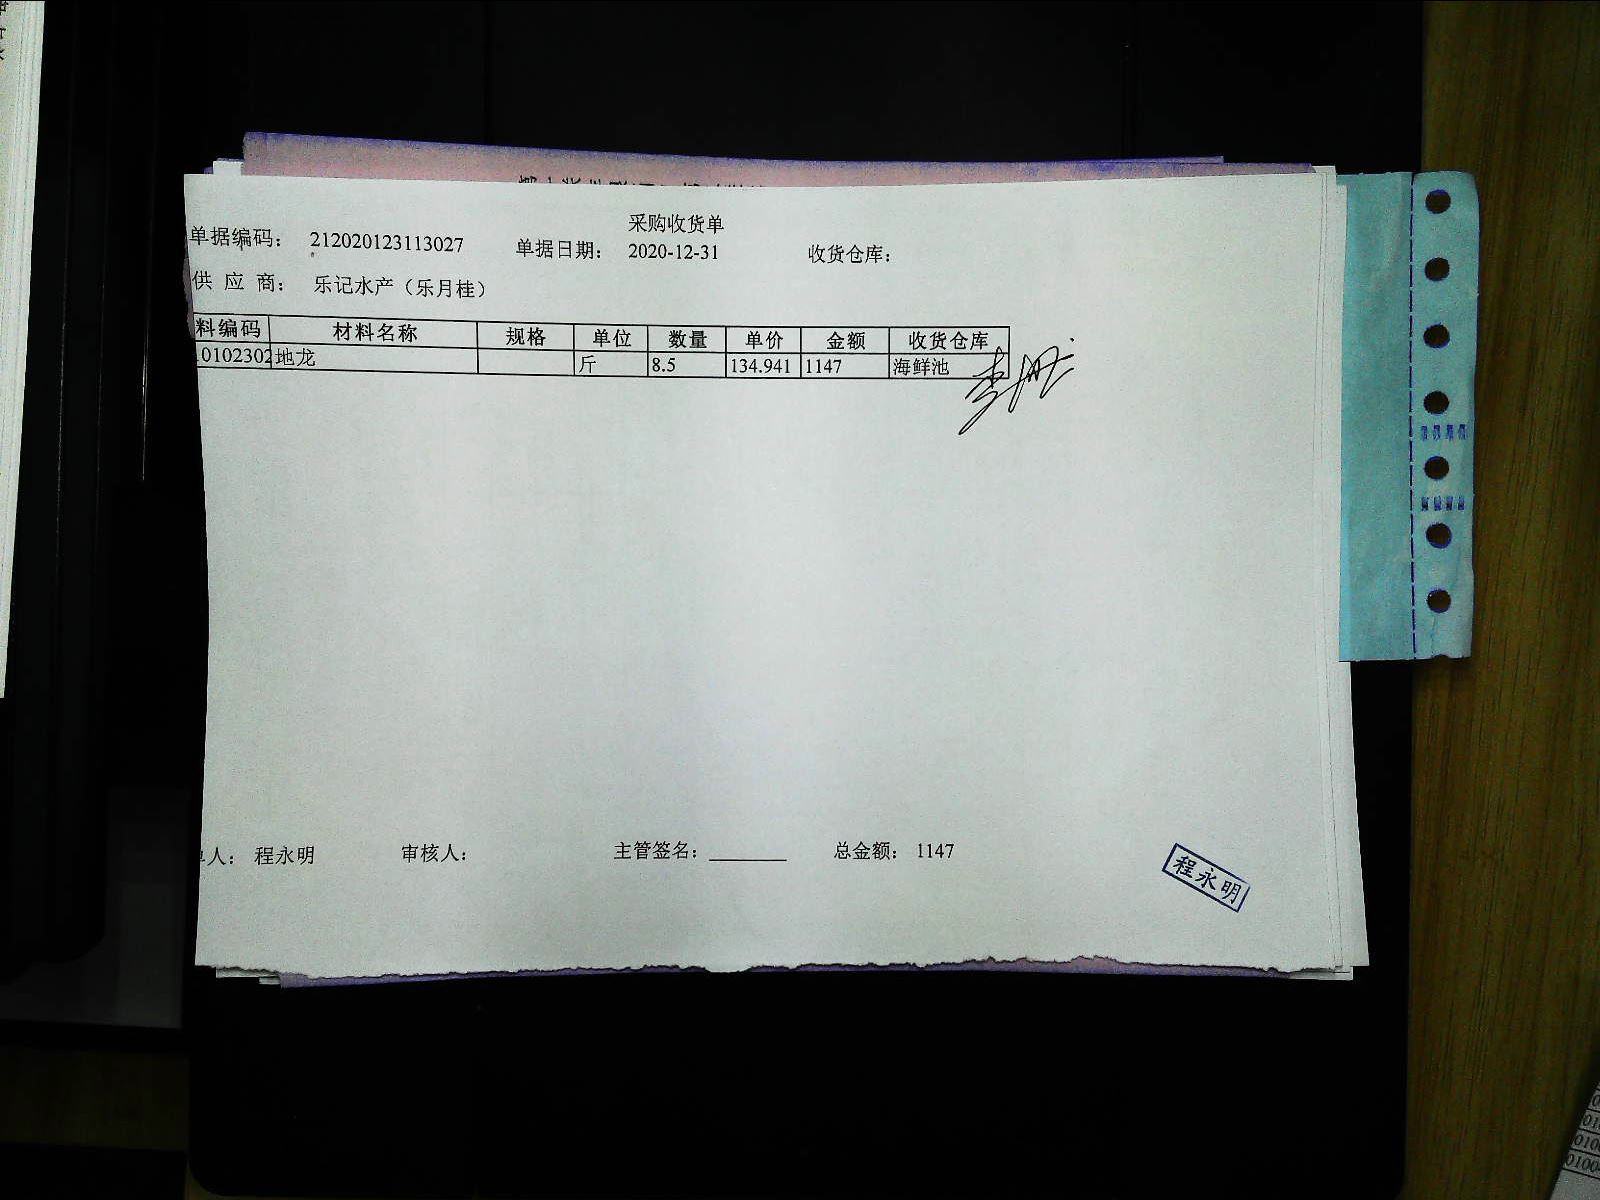 采购收货单
单据编码： 212020123113027 单据日期： 2020-12-31 收货仓库：
供 应 商： 乐记水产（乐月桂）
料编码 材料名称 规格 单位 数量 单价 金额 收货仓库
0102302 地龙 斤 8.5 134.941 1147 海鲜池
人： 程永明 审核人： 主管签名： 总金额： 1147
程永明